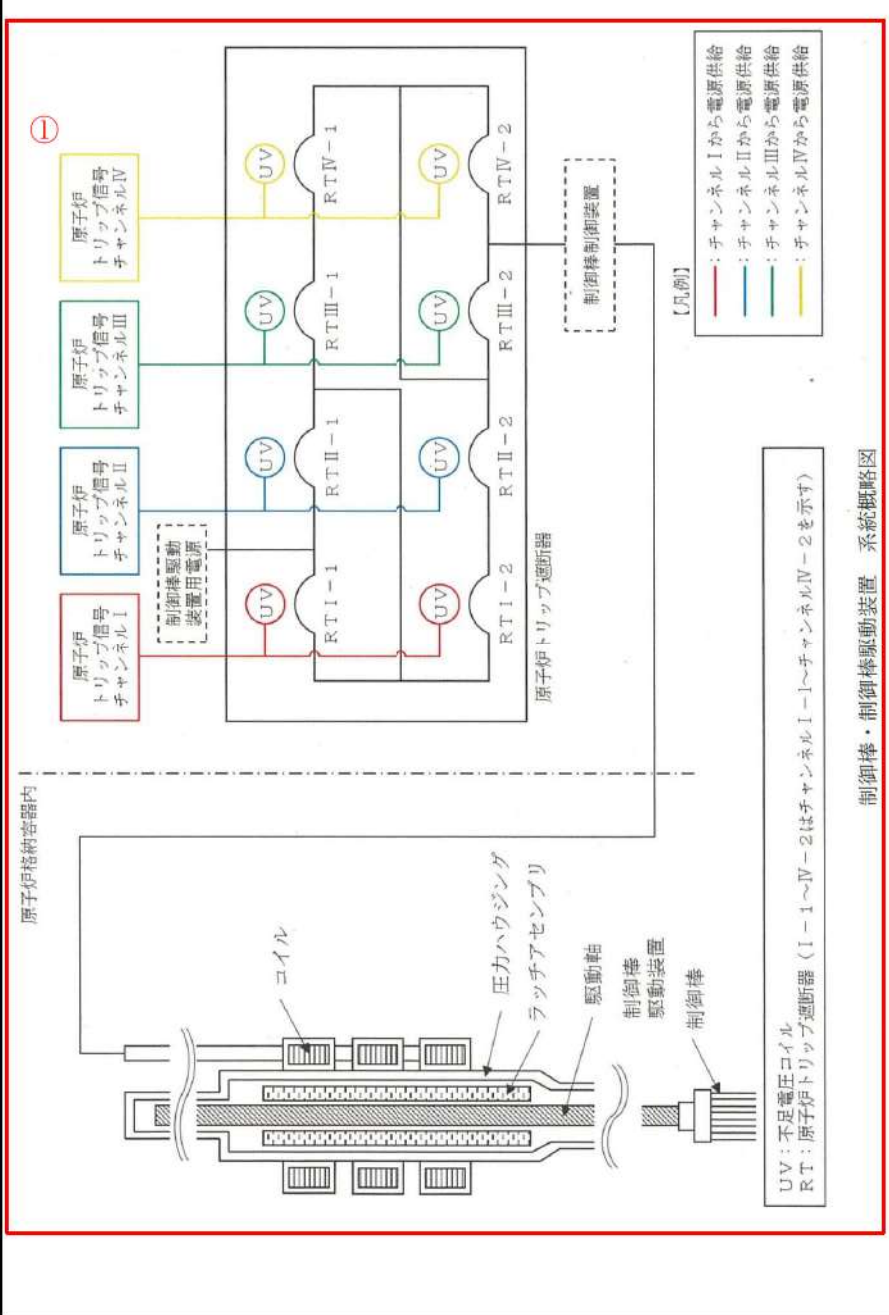 ①
原子炉格納容器内
原子炉
トリップ信号
チャンネルⅠ
原子炉
トリップ信号
チャンネルⅡ
原子炉
トリップ信号
チャンネルⅢ
原子炉
トリップ信号
チャンネルⅣ
制御棒駆動
装置用電源
UV
UV
UV
UV
RTⅠ-1
RTⅡ-1
RTⅢ-1
RTⅣ-1
UV
UV
UV
UV
RTⅠ-2
RTⅡ-2
RTⅢ-2
RTⅣ-2
原子炉トリップ遮断器
制御棒制御装置
コイル
圧力ハウジング
ラッチアセンブリ
駆動軸
制御棒
駆動装置
制御棒
【凡例】
:チャンネルⅠから電源供給
:チャンネルⅡから電源供給
:チャンネルⅢから電源供給
:チャンネルⅣから電源供給
UV:不足電圧コイル
RT:原子炉トリップ遮断器(Ⅰ-1~Ⅳ-2はチャンネルⅠ-1~チャンネルⅣ-2を示す)
制御棒・制御棒駆動装置 系統概略図